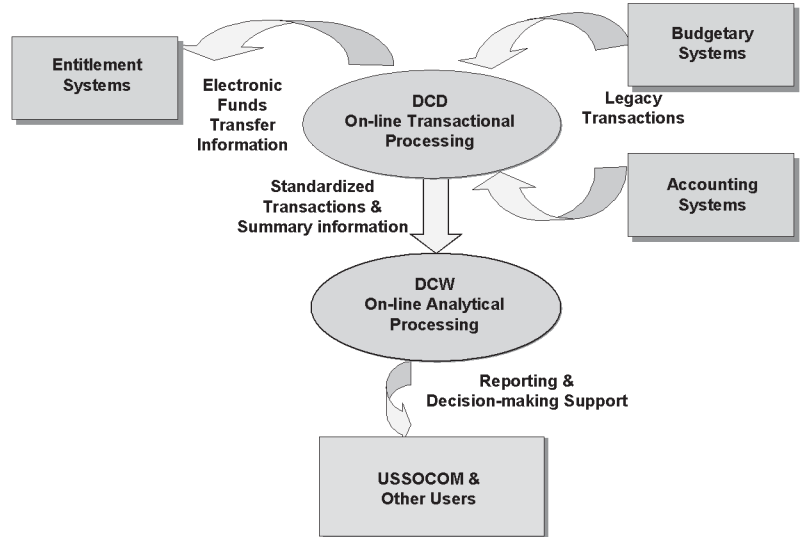 Entitlement
Systems
Electronic
Funds
Transfer
Information
DCD
On-line Transactional
Processing
Budgetary
Systems
Legacy
Transactions
Accounting
Systems
Standardized
Transactions &
Summary information
DCW
On-line Analytical
Processing
Reporting &
Decision-making Support
USSOCOM &
Other Users